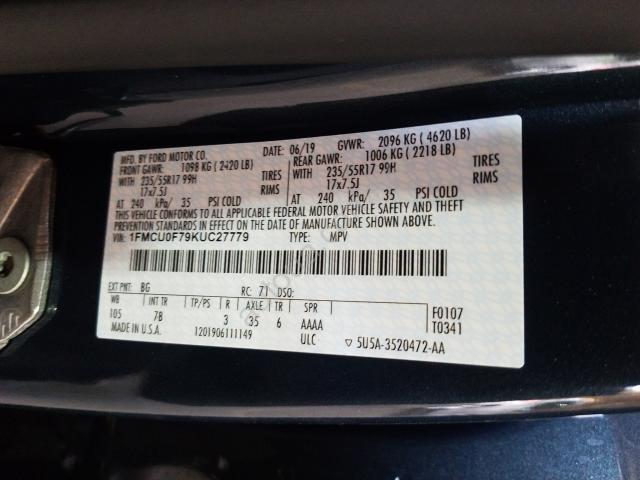 MFD. BY FORD MOTOR CO. DATE: 06/19 GVWR: 2096 KG ( 4620 LB)
FRONT GAWR: 1098 KG ( 2420 LB) REAR GAWR: 1006 KG ( 2218 LB)
WITH 235/55R17 99H TIRES WITH 235/55R17 99H TIRES
17x7.5J 17x7.5J
AT 240 kPa/ 35 PSI COLD AT 240 kPa/ 35 PSI COLD
THIS VEHICLE CONFORMS TO ALL APPLICABLE FEDERAL MOTOR VEHICLE SAFETY AND THEFT
PREVENTION STANDARDS IN EFFECT ON THE DATE OF MANUFACTURE SHOWN ABOVE.
VIN: 1FMCU0F79KUC27779 TYPE: MPV
EXT PNT: BG RC: 71 DSO:
WB INT TR TP/PS R AXLE TR SPR
105 7B 3 35 6 AAAA F0107
MADE IN U.S.A. 1201906111149 ULC T0341
▽ 5U5A-3520472-AA